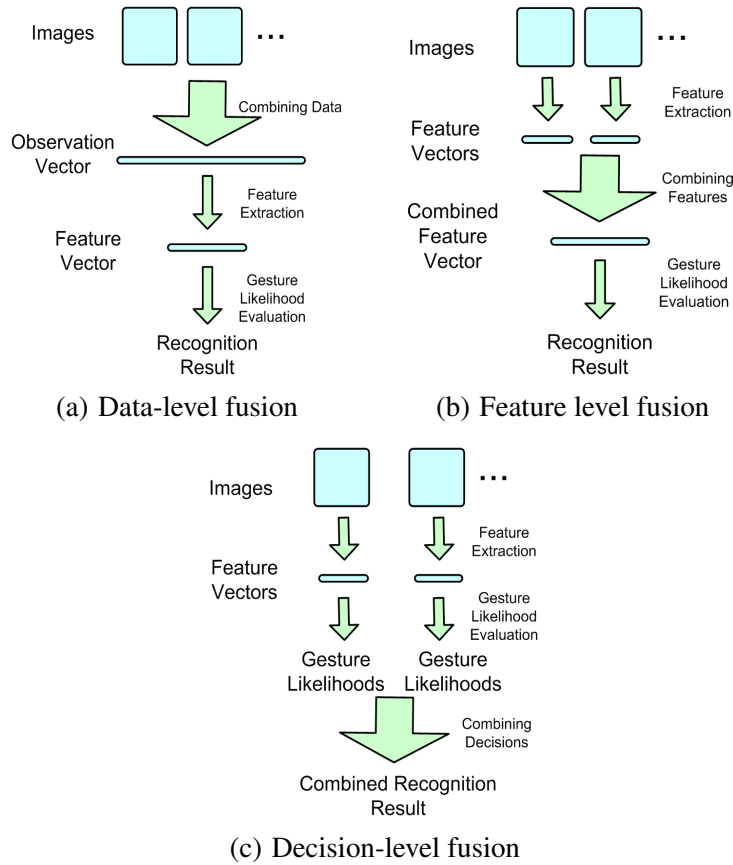 Images
...
Combining Data
Observation
Vector
Feature
Extraction
Feature
Vector
Gesture
Likelihood
Evaluation
Recognition
Result
(a) Data-level fusion
Images
...
Feature
Extraction
Feature
Vectors
Combining
Features
Combined
Feature
Vector
Gesture
Likelihood
Evaluation
Recognition
Result
(b) Feature level fusion
Images
...
Feature
Extraction
Feature
Vectors
Gesture
Likelihood
Evaluation
Gesture
Likelihoods
Gesture
Likelihoods
Combining
Decisions
Combined Recognition
Result
(c) Decision-level fusion